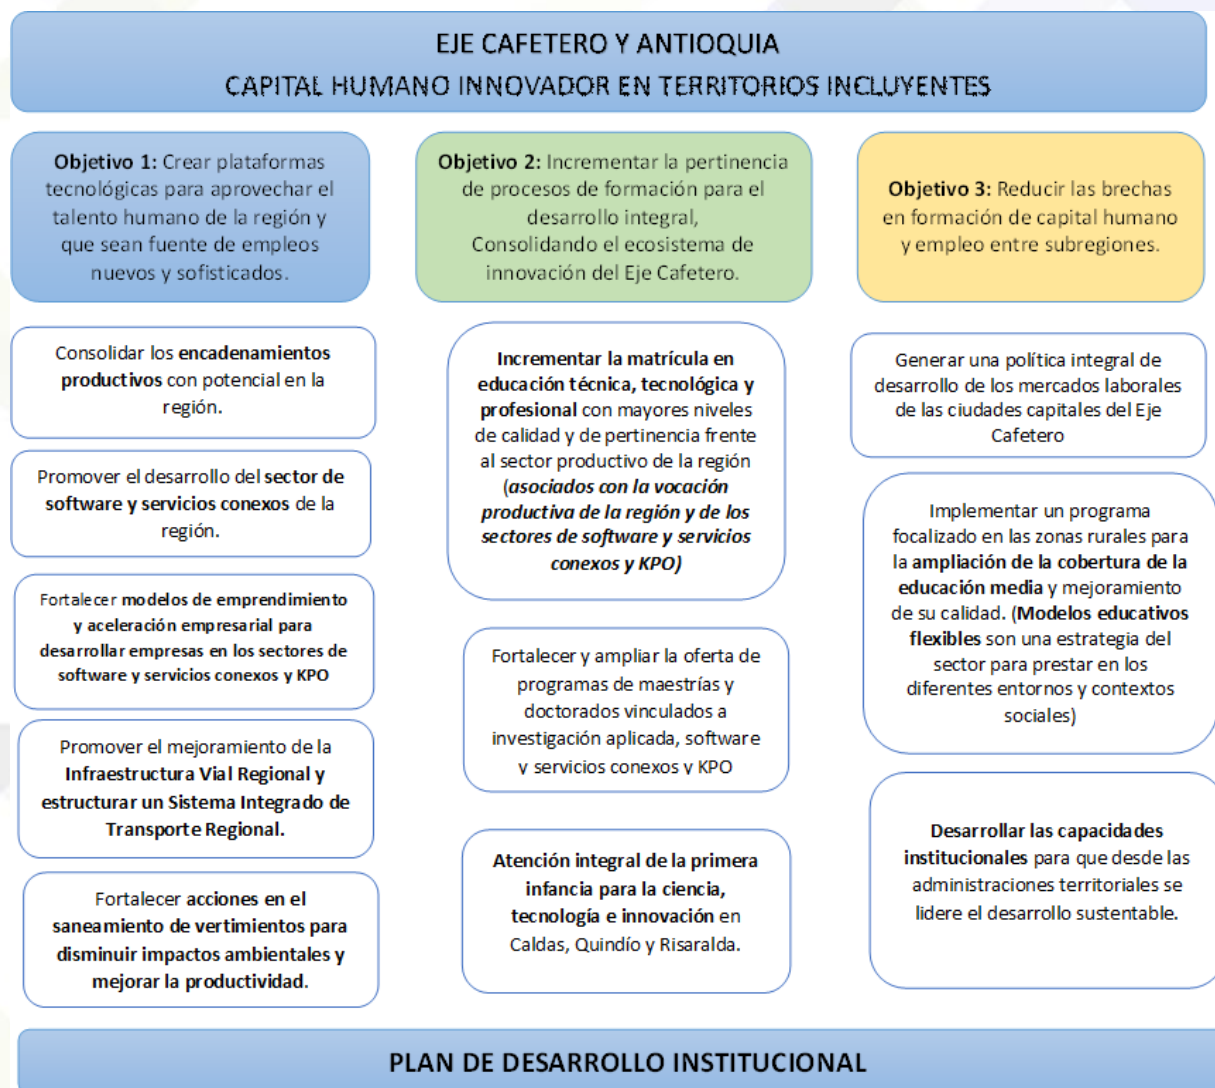 EJE CAFETERO Y ANTIOQUIA
CAPITAL HUMANO INNOVADOR EN TERRITORIOS INCLUYENTES
Objetivo 1: Crear plataformas
tecnológicas para aprovechar el
talento humano de la región y
que sean fuente de empleos
nuevos y sofisticados.
Consolidar los encadenamientos
productivos con potencial en la
región.
Promover el desarrollo del sector de
software y servicios conexos de la
región.
Fortalecer modelos de emprendimiento
y aceleración empresarial para
desarrollar empresas en los sectores de
software y servicios conexos y KPO
Promover el mejoramiento de la
Infraestructura Vial Regional y
estructurar un Sistema Integrado de
Transporte Regional.
Fortalecer acciones en el
saneamiento de vertimientos para
disminuir impactos ambientales y
mejorar la productividad.
Objetivo 2: Incrementar la pertinencia
de procesos de formación para el
desarrollo integral,
Consolidando el ecosistema de
innovación del Eje Cafetero.
Incrementar la matrícula en
educación técnica, tecnológica y
profesional con mayores niveles
de calidad y de pertinencia frente
al sector productivo de la región
(asociados con la vocación
productiva de la región y de los
sectores de software y servicios
conexos y KPO)
Fortalecer y ampliar la oferta de
programas de maestrías y
doctorados vinculados a
investigación aplicada, software
y servicios conexos y KPO
Atención integral de la primera
infancia para la ciencia,
tecnología e innovación en
Caldas, Quindío y Risaralda.
Objetivo 3: Reducir las brechas
en formación de capital humano
y empleo entre subregiones.
Generar una política integral de
desarrollo de los mercados laborales
de las ciudades capitales del Eje
Cafetero
Implementar un programa
focalizado en las zonas rurales para
la ampliación de la cobertura de la
educación media y mejoramiento
de su calidad. (Modelos educativos
flexibles son una estrategia del
sector para prestar en los
diferentes entornos y contextos
sociales)
Desarrollar las capacidades
institucionales para que desde las
administraciones territoriales se
lidere el desarrollo sustentable.
PLAN DE DESARROLLO INSTITUCIONAL